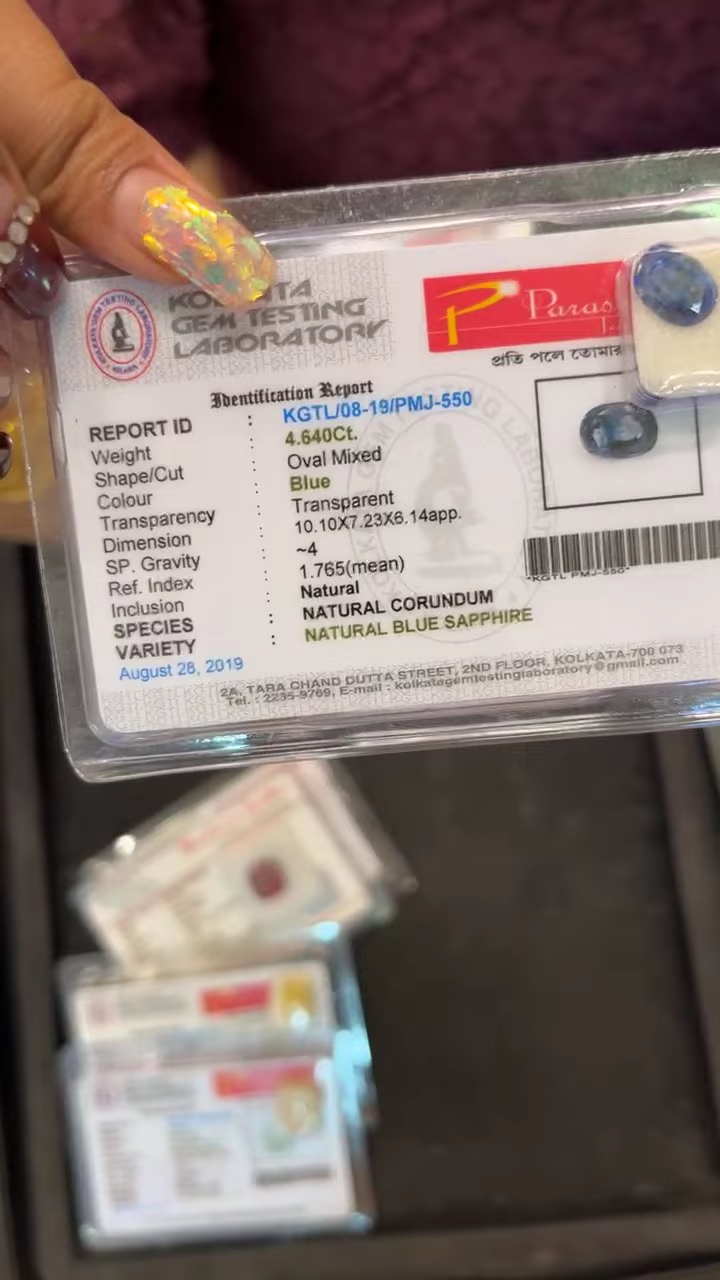 KOLKATA
GEM TESTING
LABORATORY
Paras
প্রতি পলে তোমার
Identification Report
REPORT ID : KGTL/08-19/PMJ-550
Weight : 4.640Ct.
Shape/Cut : Oval Mixed
Colour : Blue
Transparency : Transparent
Dimension : 10.10X7.23X6.14app.
SP. Gravity : ~4
Ref. Index : 1.765(mean)
Inclusion : Natural
SPECIES : NATURAL CORUNDUM
VARIETY : NATURAL BLUE SAPPHIRE
*KGTL PMJ-550*
August 28, 2019
2A, TARA CHAND DUTTA STREET, 2ND FLOOR, KOLKATA-700 073
Tel. : 2235-9769, E-mail : kolkatagemtestinglaboratory@gmail.com